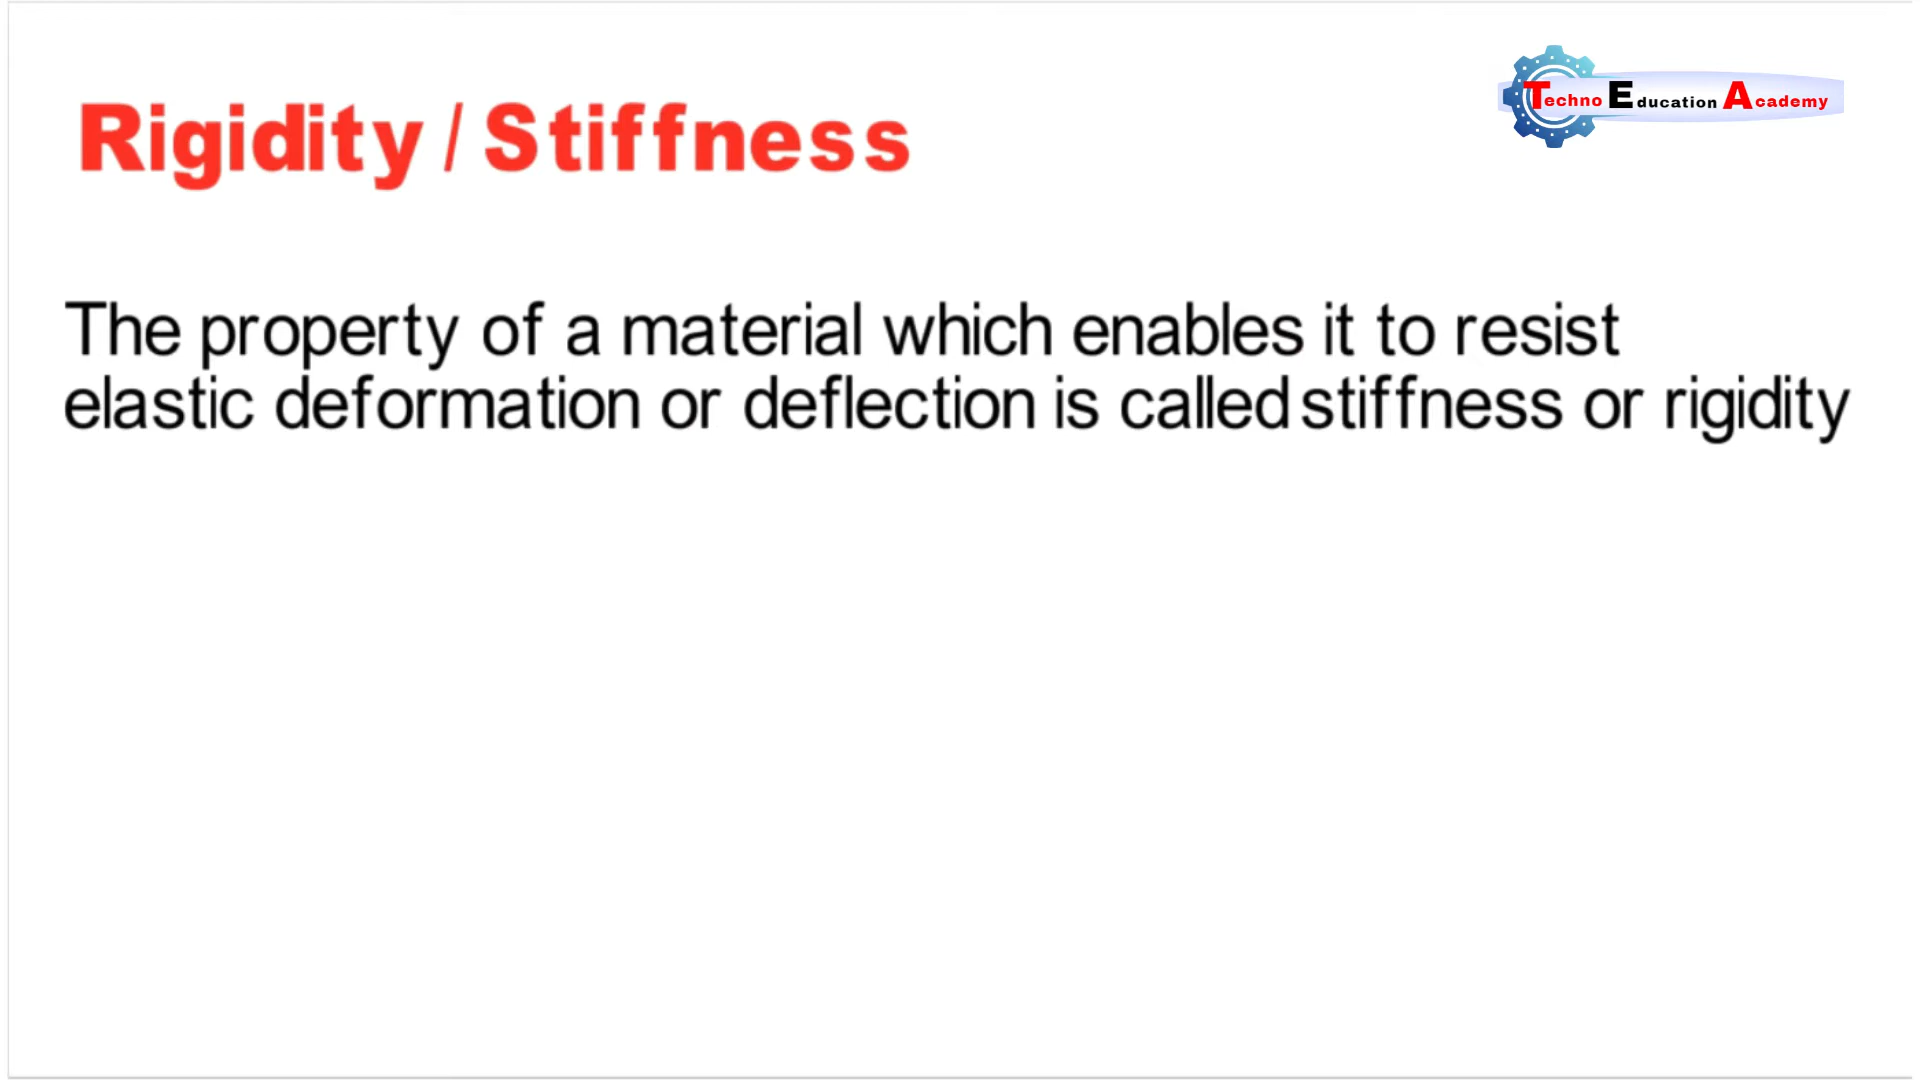 Techno Education Academy
Rigidity / Stiffness
The property of a material which enables it to resist
elastic deformation or deflection is called stiffness or rigidity